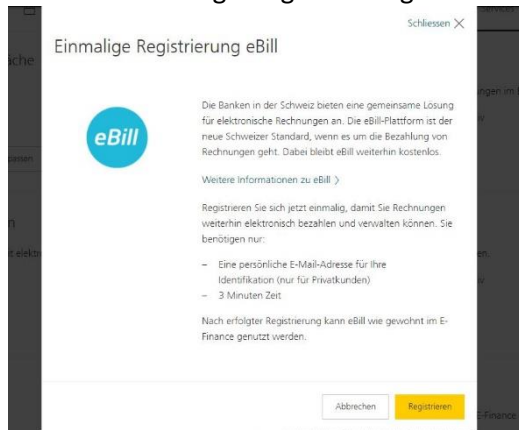 Schliessen
Einmalige Registrierung eBill
eBill
Die Banken in der Schweiz bieten eine gemeinsame Lösung
für elektronische Rechnungen an. Die eBill-Plattform ist der
neue Schweizer Standard, wenn es um die Bezahlung von
Rechnungen geht. Dabei bleibt eBill weiterhin kostenlos.
Weitere Informationen zu eBill
Registrieren Sie sich jetzt einmalig, damit Sie Rechnungen
weiterhin elektronisch bezahlen und verwalten können. Sie
benötigen nur:
– Eine persönliche E-Mail-Adresse für Ihre
Identifikation (nur für Privatkunden)
– 3 Minuten Zeit
Nach erfolgter Registrierung kann eBill wie gewohnt im E-
Finance genutzt werden.
Abbrechen
Registrieren
E-Finance